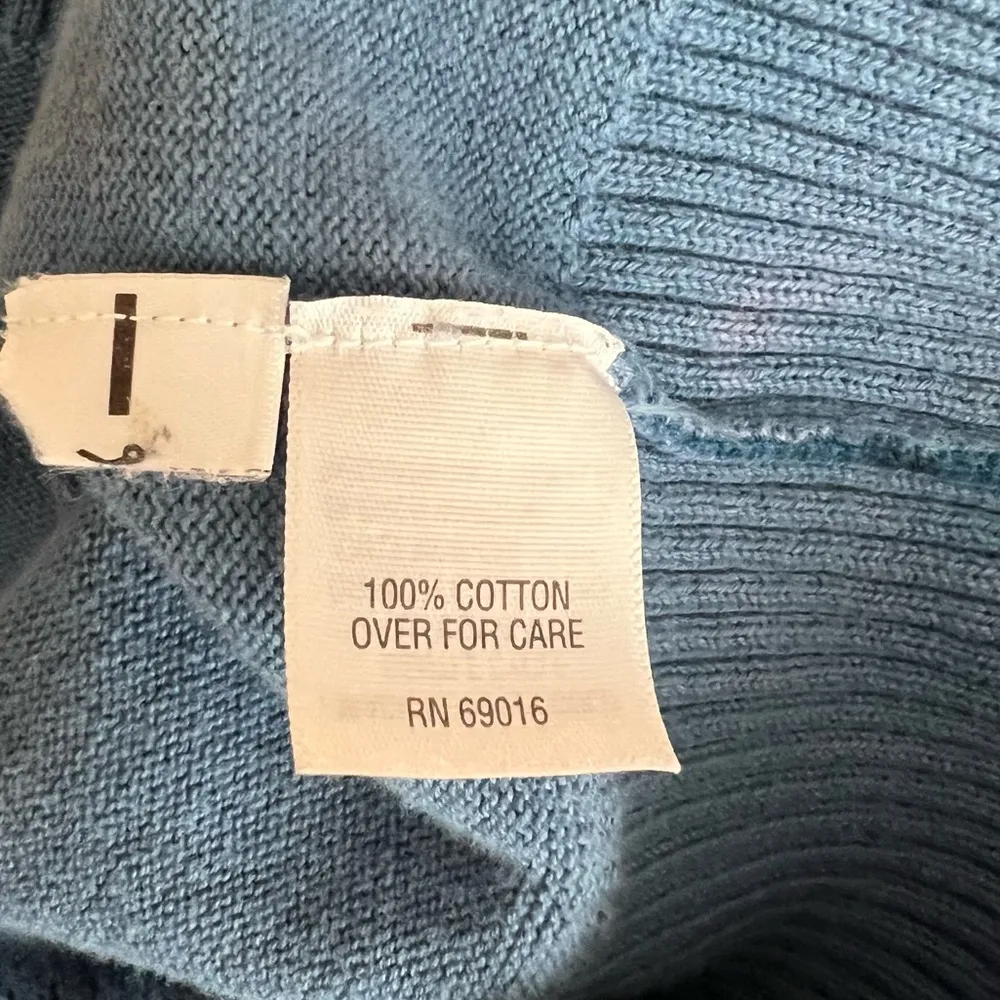 100% COTTON
OVER FOR CARE
RN 69016